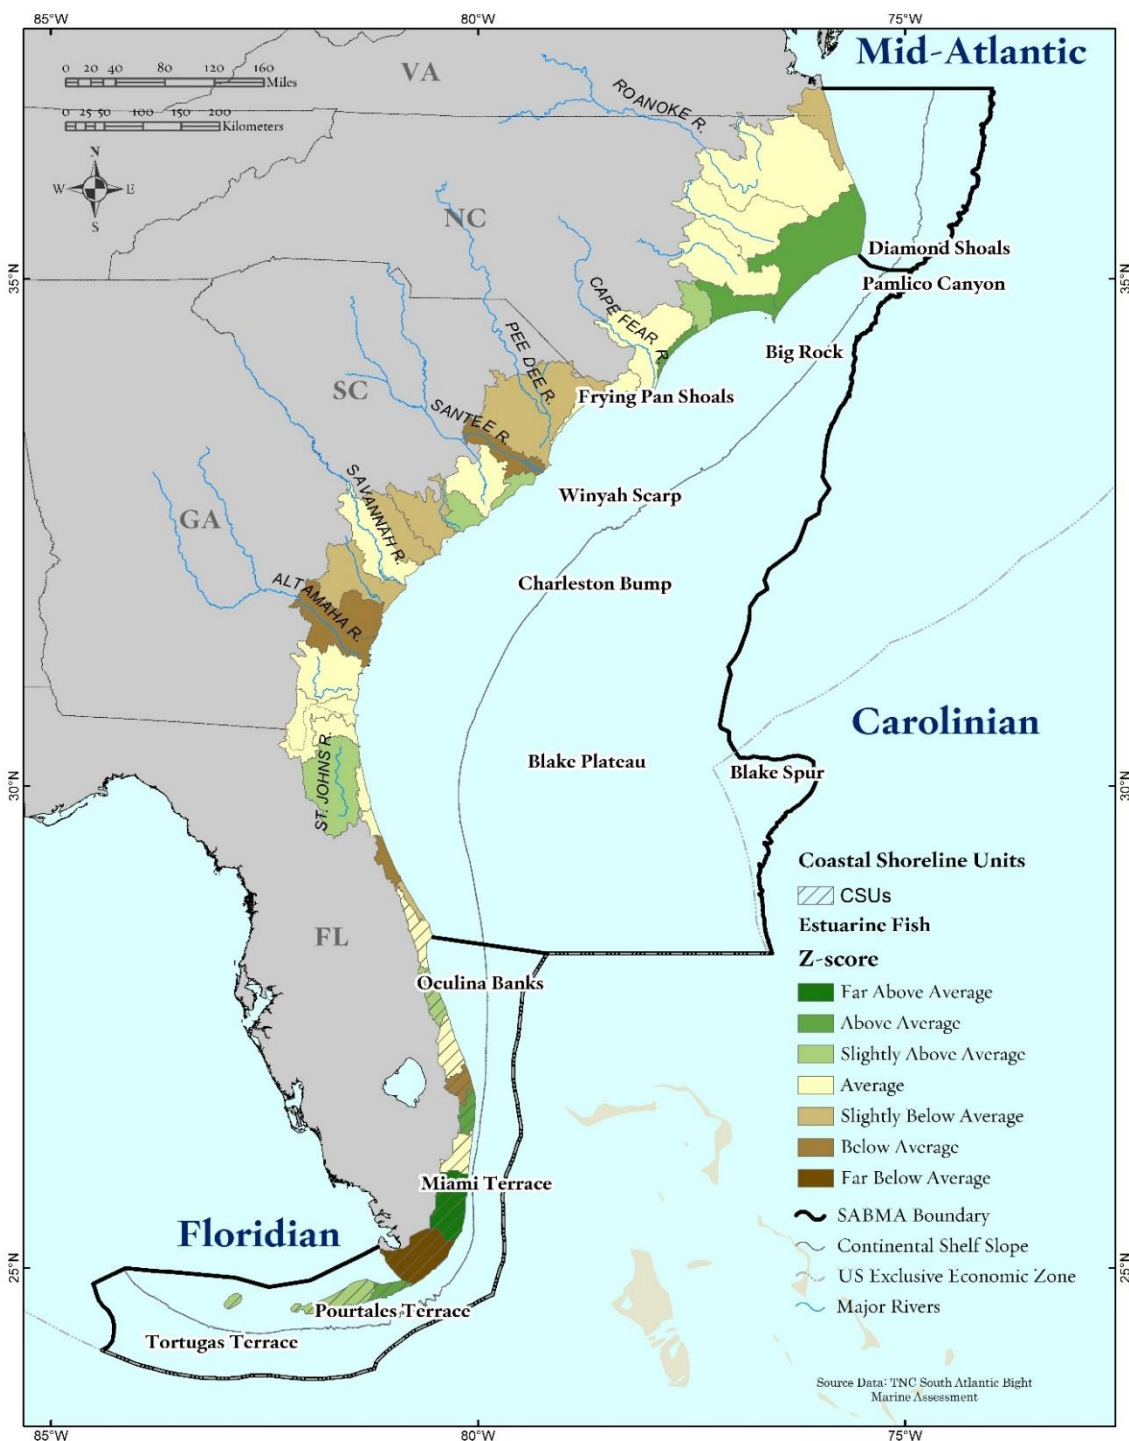 85°W
80°W
75°W
Mid-Atlantic
0 20 40 80 120 160
Miles
0 25 50 100 150 200
Kilometers
N
W E
S
VA
ROANOKE R.
NC
Diamond Shoals
35°N
35°N
Pamlico Canyon
CAPE FEAR R.
PEE DEE R.
Big Rock
SC
Frying Pan Shoals
SANTEE R.
SAVANNAH R.
Winyah Scarp
GA
Charleston Bump
ALTAMAHA R.
Carolinian
ST. JOHNS R.
Blake Plateau
Blake Spur
30°N
30°N
Coastal Shoreline Units
CSUs
Estuarine Fish
FL
Z-score
Oculina Banks
Far Above Average
Above Average
Slightly Above Average
Average
Slightly Below Average
Below Average
Miami Terrace
Far Below Average
SABMA Boundary
Floridian
Continental Shelf Slope
25°N
25°N
US Exclusive Economic Zone
Major Rivers
Pourtales Terrace
Tortugas Terrace
Source Data: TNC South Atlantic Bight
Marine Assessment
85°W
80°W
75°W